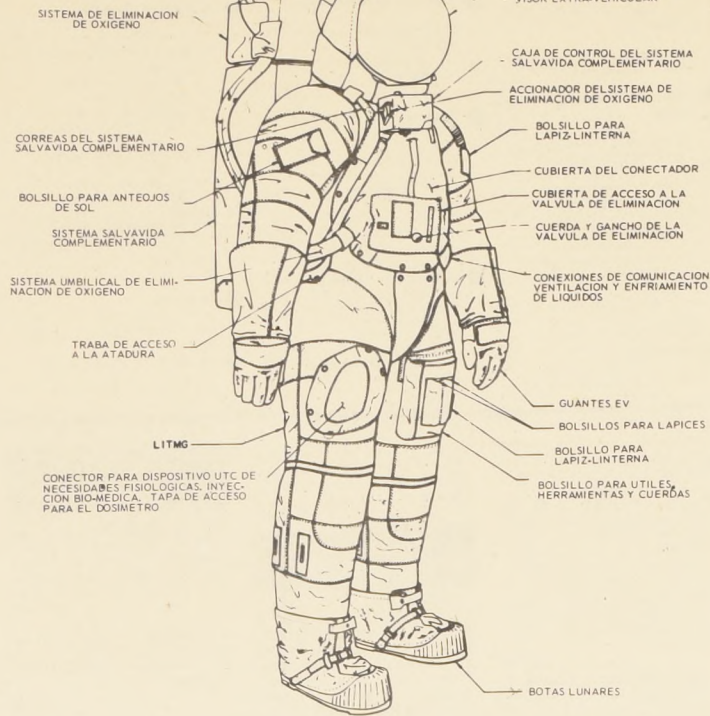 SISTEMA DE ELIMINACION
DE OXIGENO
CORREAS DEL SISTEMA
SALVAVIDA COMPLEMENTARIO
BOLSILLO PARA ANTEOJOS
DE SOL
SISTEMA SALVAVIDA
COMPLEMENTARIO
SISTEMA UMBILICAL DE ELIMI-
NACION DE OXIGENO
TRABA DE ACCESO
A LA ATADURA
LITMG
CONECTOR PARA DISPOSITIVO UTC DE
NECESIDADES FISIOLOGICAS. INYEC-
CION BIO-MEDICA. TAPA DE ACCESO
PARA EL DOSIMETRO
VISOR EXTRAVEHICULAR
CAJA DE CONTROL DEL SISTEMA
SALVAVIDA COMPLEMENTARIO
ACCIONADOR DELSISTEMA DE
ELIMINACION DE OXIGENO
BOLSILLO PARA
LAPIZ-LINTERNA
CUBIERTA DEL CONECTADOR
CUBIERTA DE ACCESO A LA
VALVULA DE ELIMINACION
CUERDA Y GANCHO DE LA
VALVULA DE ELIMINACION
CONEXIONES DE COMUNICACION
VENTILACION Y ENFRIAMIENTO
DE LIQUIDOS
GUANTES EV
BOLSILLOS PARA LAPICES
BOLSILLO PARA
LAPIZ-LINTERNA
BOLSILLO PARA UTILES,
HERRAMIENTAS Y CUERDAS
BOTAS LUNARES